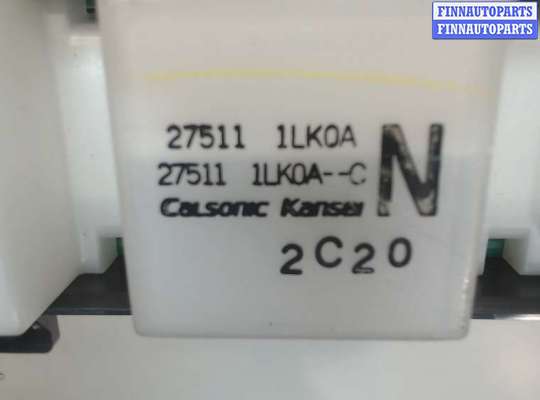 FINNAUTOPARTS
FINNAUTOPARTS
27511 1LK0A
27511 1LK0A--C
N
Calsonic Kansei
2C20